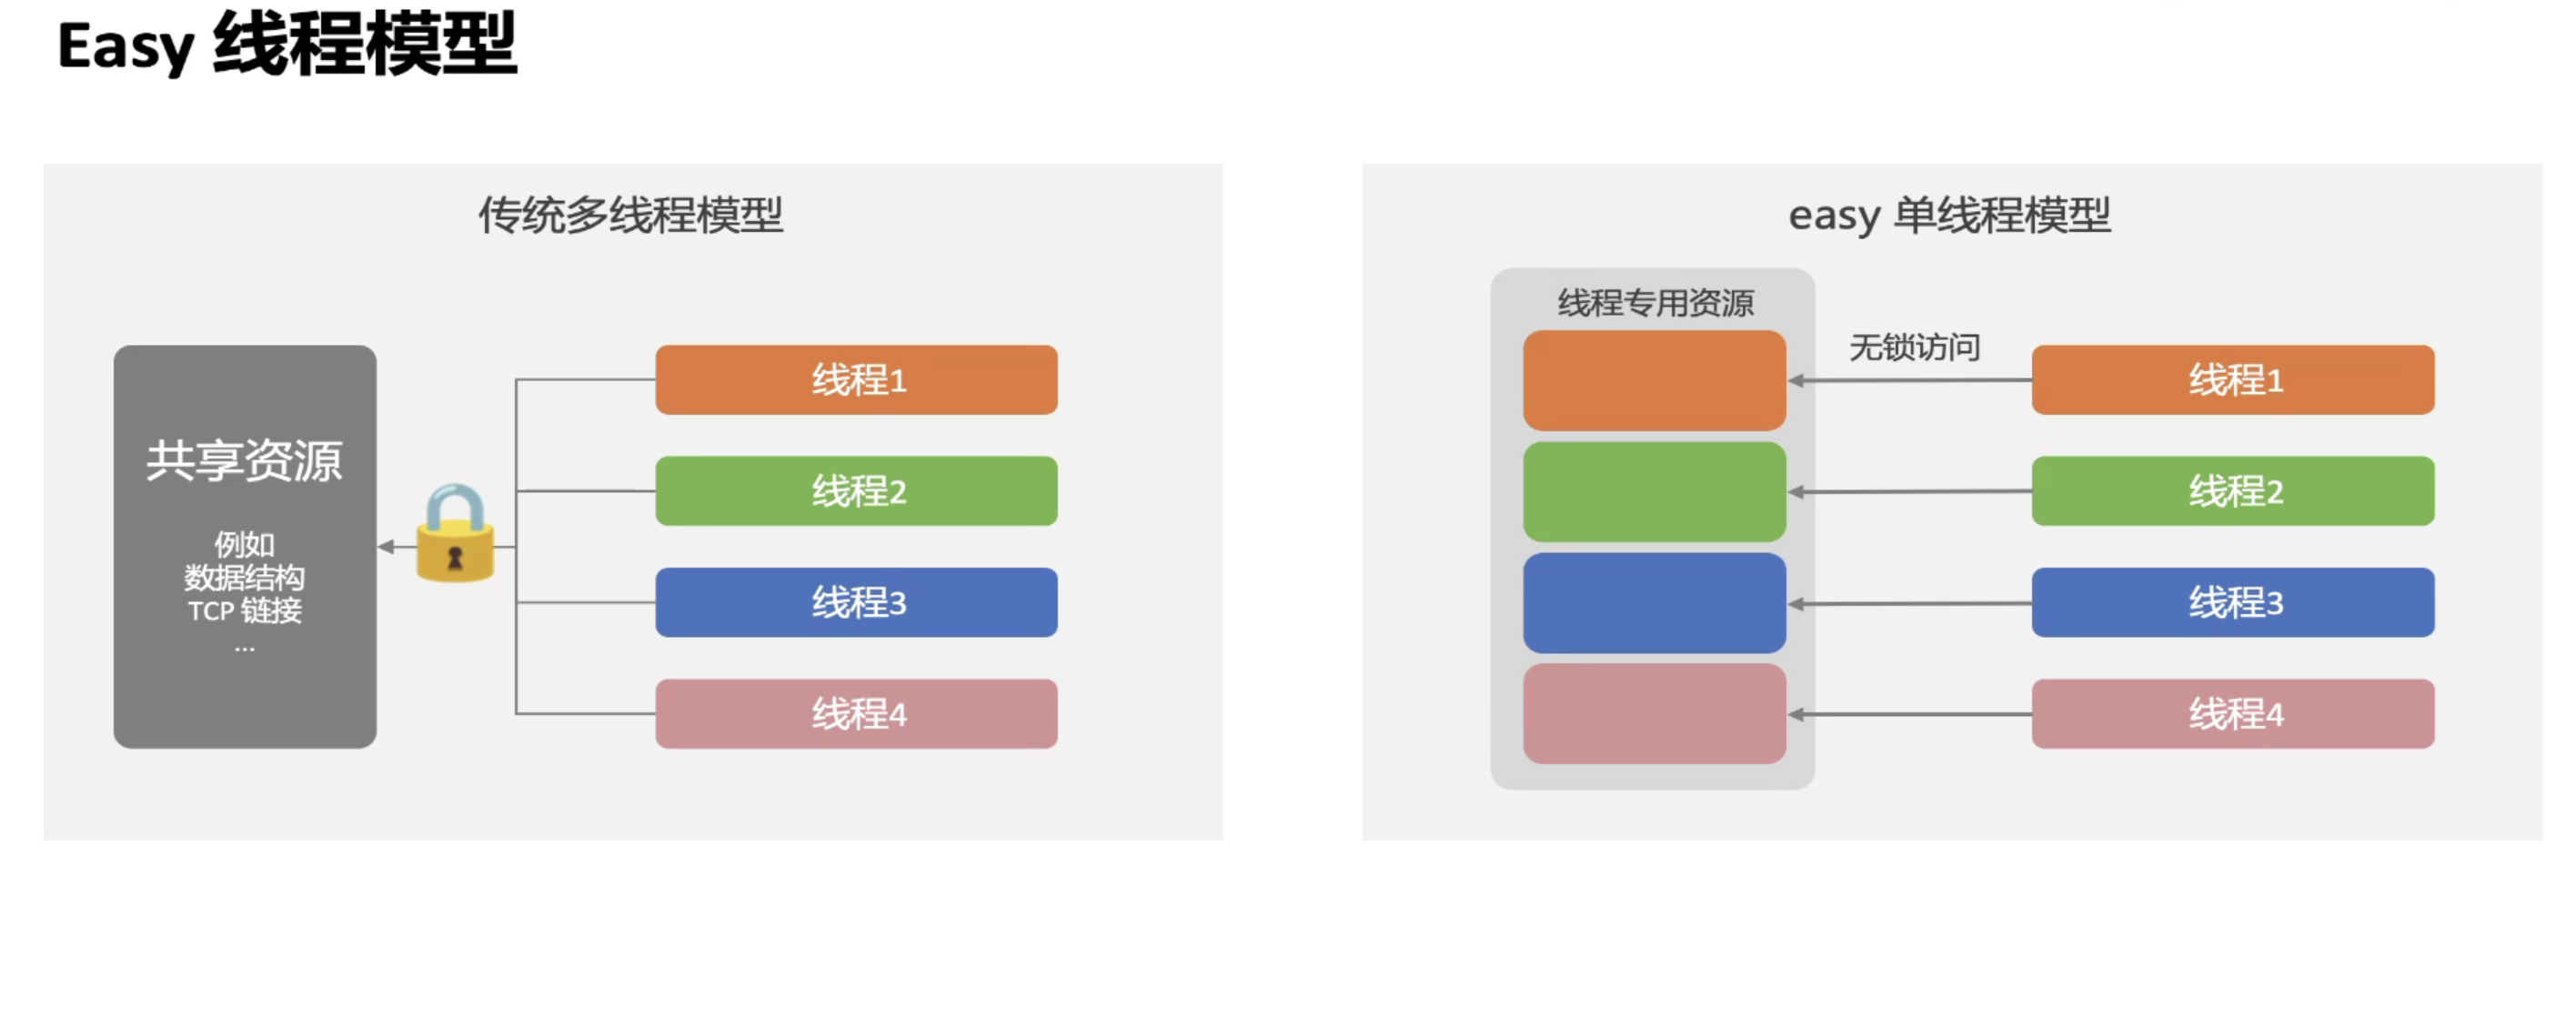 Easy 线程模型
传统多线程模型
共享资源
例如
数据结构
TCP 链接
...
线程1
线程2
线程3
线程4
easy 单线程模型
线程专用资源
无锁访问
线程1
线程2
线程3
线程4